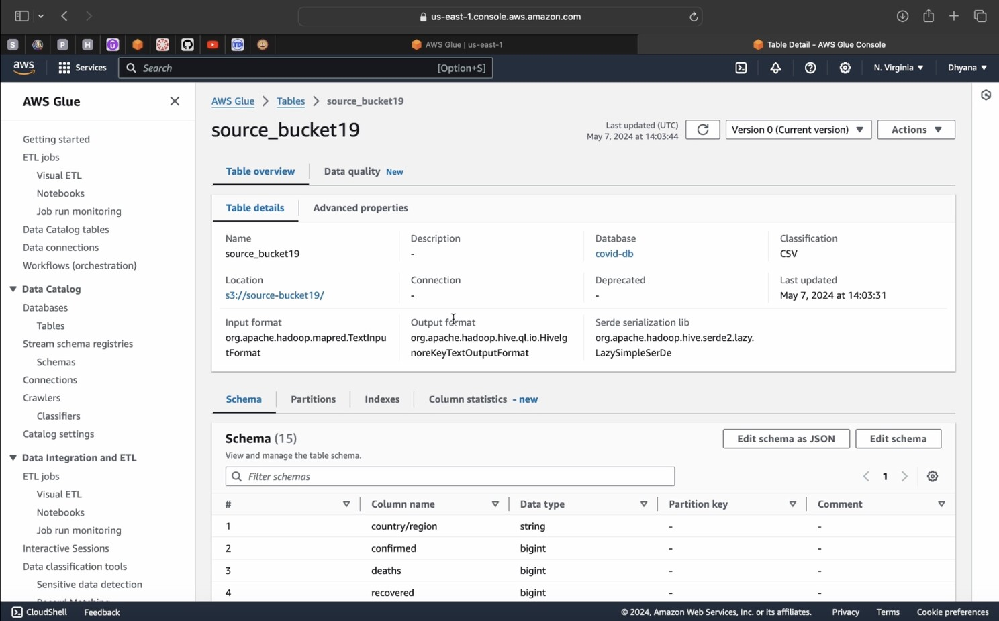 us-east-1.console.aws.amazon.com
S
P
H
U
TD
AWS Glue | us-east-1
Table Detail - AWS Glue Console
aws
Services
Search
[Option+S]
N. Virginia ▼
Dhyana ▼
AWS Glue
Getting started
ETL jobs
Visual ETL
Notebooks
Job run monitoring
Data Catalog tables
Data connections
Workflows (orchestration)
Data Catalog
Databases
Tables
Stream schema registries
Schemas
Connections
Crawlers
Classifiers
Catalog settings
Data Integration and ETL
ETL jobs
Visual ETL
Notebooks
Job run monitoring
Interactive Sessions
Data classification tools
Sensitive data detection
Record Matching
AWS Glue > Tables > source_bucket19
source_bucket19
Last updated (UTC)
May 7, 2024 at 14:03:44
Version 0 (Current version)
Actions
Table overview
Data quality New
Table details
Advanced properties
Name
source_bucket19
Description
-
Database
covid-db
Classification
CSV
Location
s3://source-bucket19/
Connection
-
Deprecated
-
Last updated
May 7, 2024 at 14:03:31
Input format
org.apache.hadoop.mapred.TextInpu
tFormat
Output format
org.apache.hadoop.hive.ql.io.HiveIg
noreKeyTextOutputFormat
Serde serialization lib
org.apache.hadoop.hive.serde2.lazy.
LazySimpleSerDe
Schema
Partitions
Indexes
Column statistics - new
Schema (15)
View and manage the table schema.
Edit schema as JSON
Edit schema
Filter schemas
1
# Column name Data type Partition key Comment
1 country/region string - -
2 confirmed bigint - -
3 deaths bigint - -
4 recovered bigint - -
CloudShell
Feedback
© 2024, Amazon Web Services, Inc. or its affiliates.
Privacy
Terms
Cookie preferences